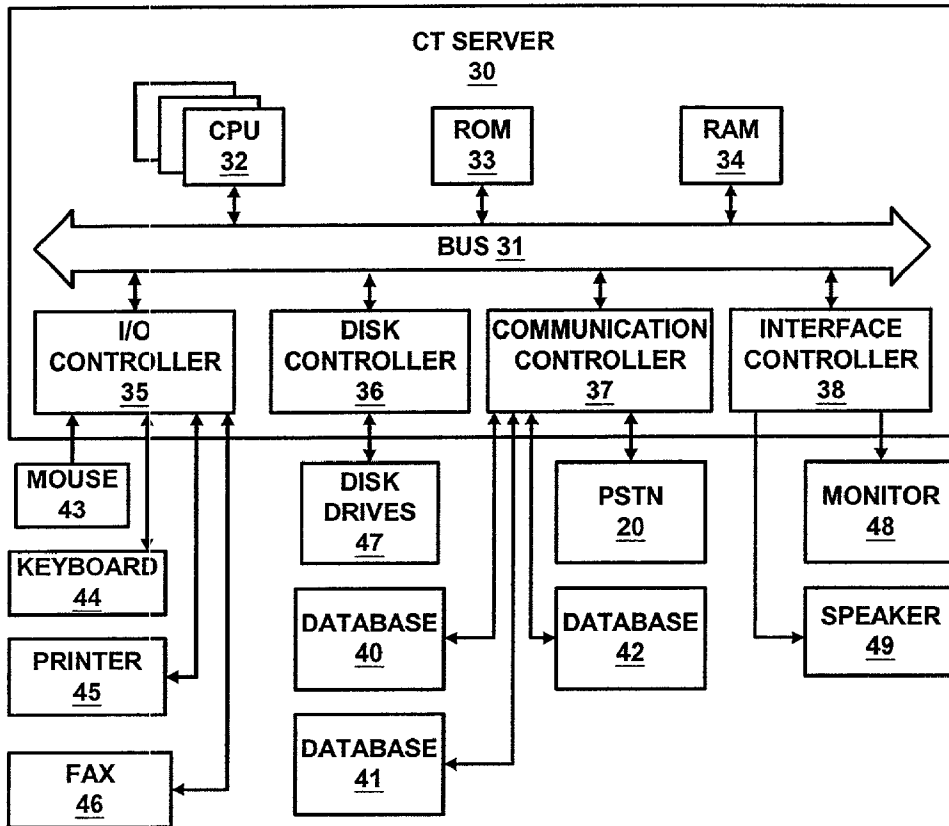 CT SERVER
30
CPU
32
ROM
33
RAM
34
BUS 31
I/O
CONTROLLER
35
DISK
CONTROLLER
36
COMMUNICATION
CONTROLLER
37
INTERFACE
CONTROLLER
38
MOUSE
43
DISK
DRIVES
47
PSTN
20
MONITOR
48
KEYBOARD
44
DATABASE
40
DATABASE
42
SPEAKER
49
PRINTER
45
DATABASE
41
FAX
46